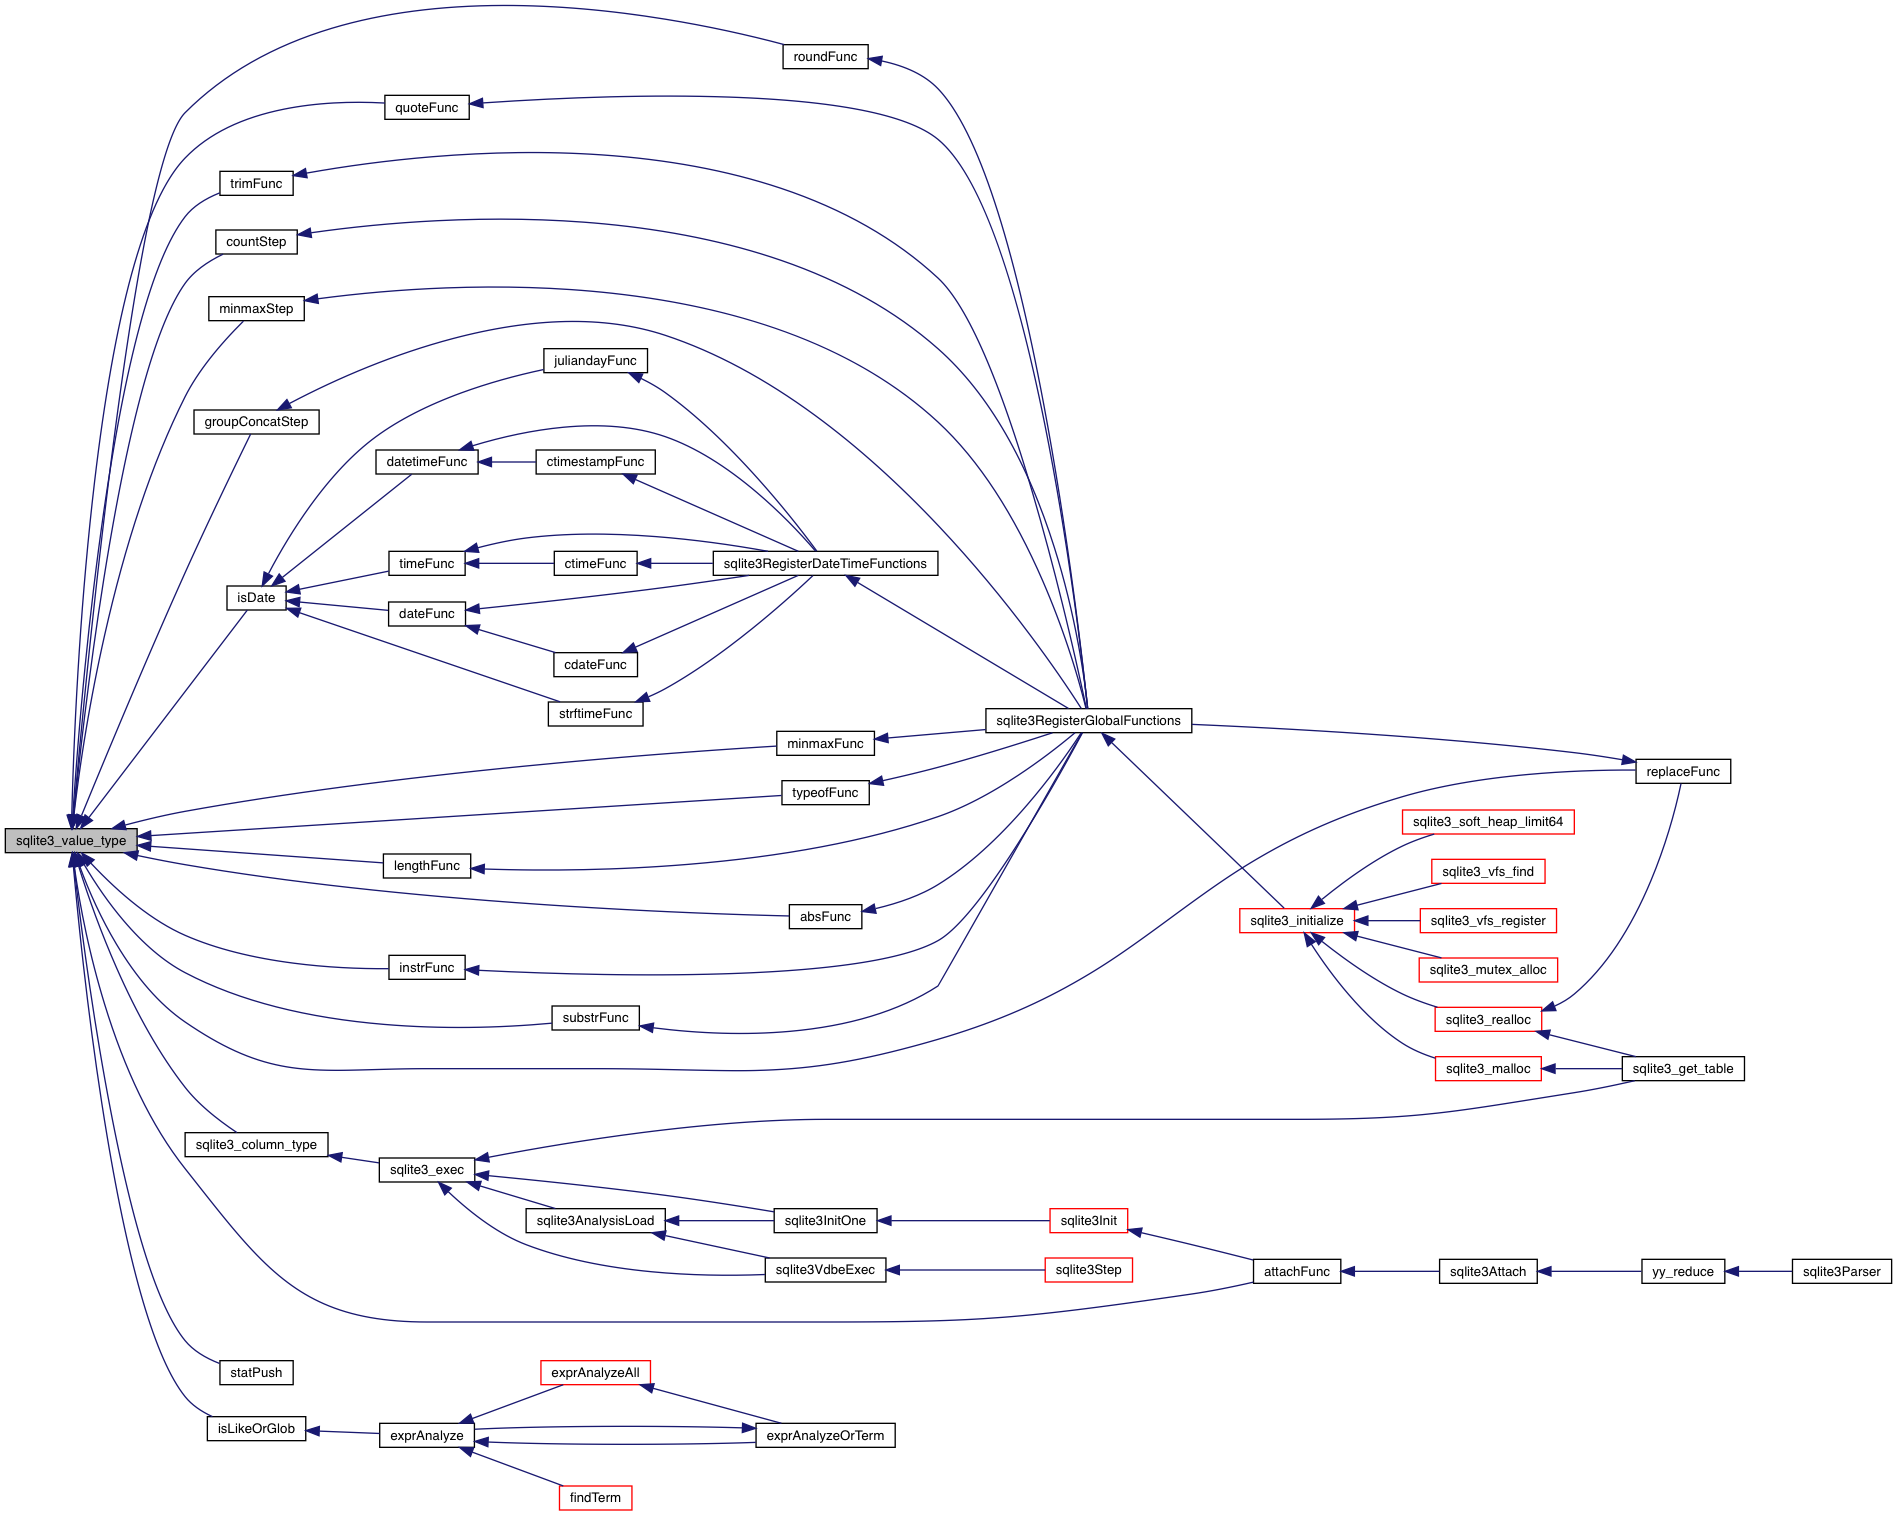 roundFunc
quoteFunc
trimFunc
countStep
minmaxStep
juliandayFunc
groupConcatStep
datetimeFunc
ctimestampFunc
timeFunc
ctimeFunc
sqlite3RegisterDateTimeFunctions
isDate
dateFunc
cdateFunc
strftimeFunc
sqlite3RegisterGlobalFunctions
minmaxFunc
replaceFunc
typeofFunc
sqlite3_soft_heap_limit64
sqlite3_value_type
lengthFunc
sqlite3_vfs_find
absFunc
sqlite3_initialize
sqlite3_vfs_register
instrFunc
sqlite3_mutex_alloc
substrFunc
sqlite3_realloc
sqlite3_malloc
sqlite3_get_table
sqlite3_column_type
sqlite3_exec
sqlite3AnalysisLoad
sqlite3InitOne
sqlite3Init
sqlite3VdbeExec
sqlite3Step
attachFunc
sqlite3Attach
yy_reduce
sqlite3Parser
statPush
exprAnalyzeAll
isLikeOrGlob
exprAnalyze
exprAnalyzeOrTerm
findTerm